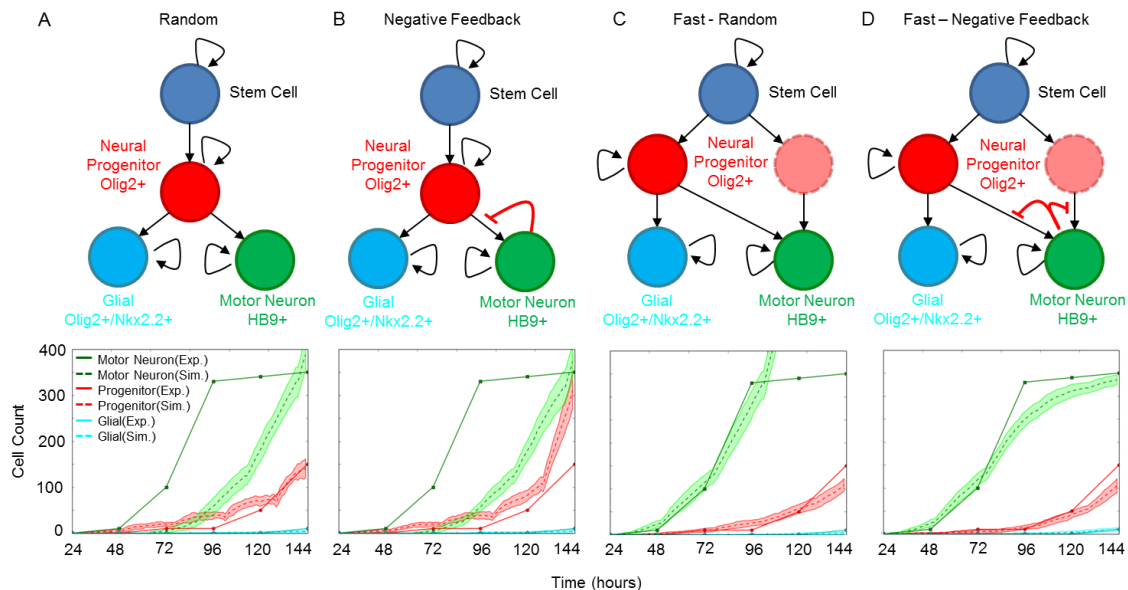 A Random
B Negative Feedback
C Fast - Random
D Fast – Negative Feedback
Stem Cell
Neural
Progenitor
Olig2+
Glial
Olig2+/Nkx2.2+
Motor Neuron
HB9+
Stem Cell
Neural
Progenitor
Olig2+
Glial
Olig2+/Nkx2.2+
Motor Neuron
HB9+
Stem Cell
Neural
Progenitor
Olig2+
Glial
Olig2+/Nkx2.2+
Motor Neuron
HB9+
Stem Cell
Neural
Progenitor
Olig2+
Glial
Olig2+/Nkx2.2+
Motor Neuron
HB9+
Cell Count
400
300
200
100
0
Motor Neuron(Exp.)
Motor Neuron(Sim.)
Progenitor(Exp.)
Progenitor(Sim.)
Glial(Exp.)
Glial(Sim.)
24 48 72 96 120 144
24 48 72 96 120 144
24 48 72 96 120 144
24 48 72 96 120 144
Time (hours)